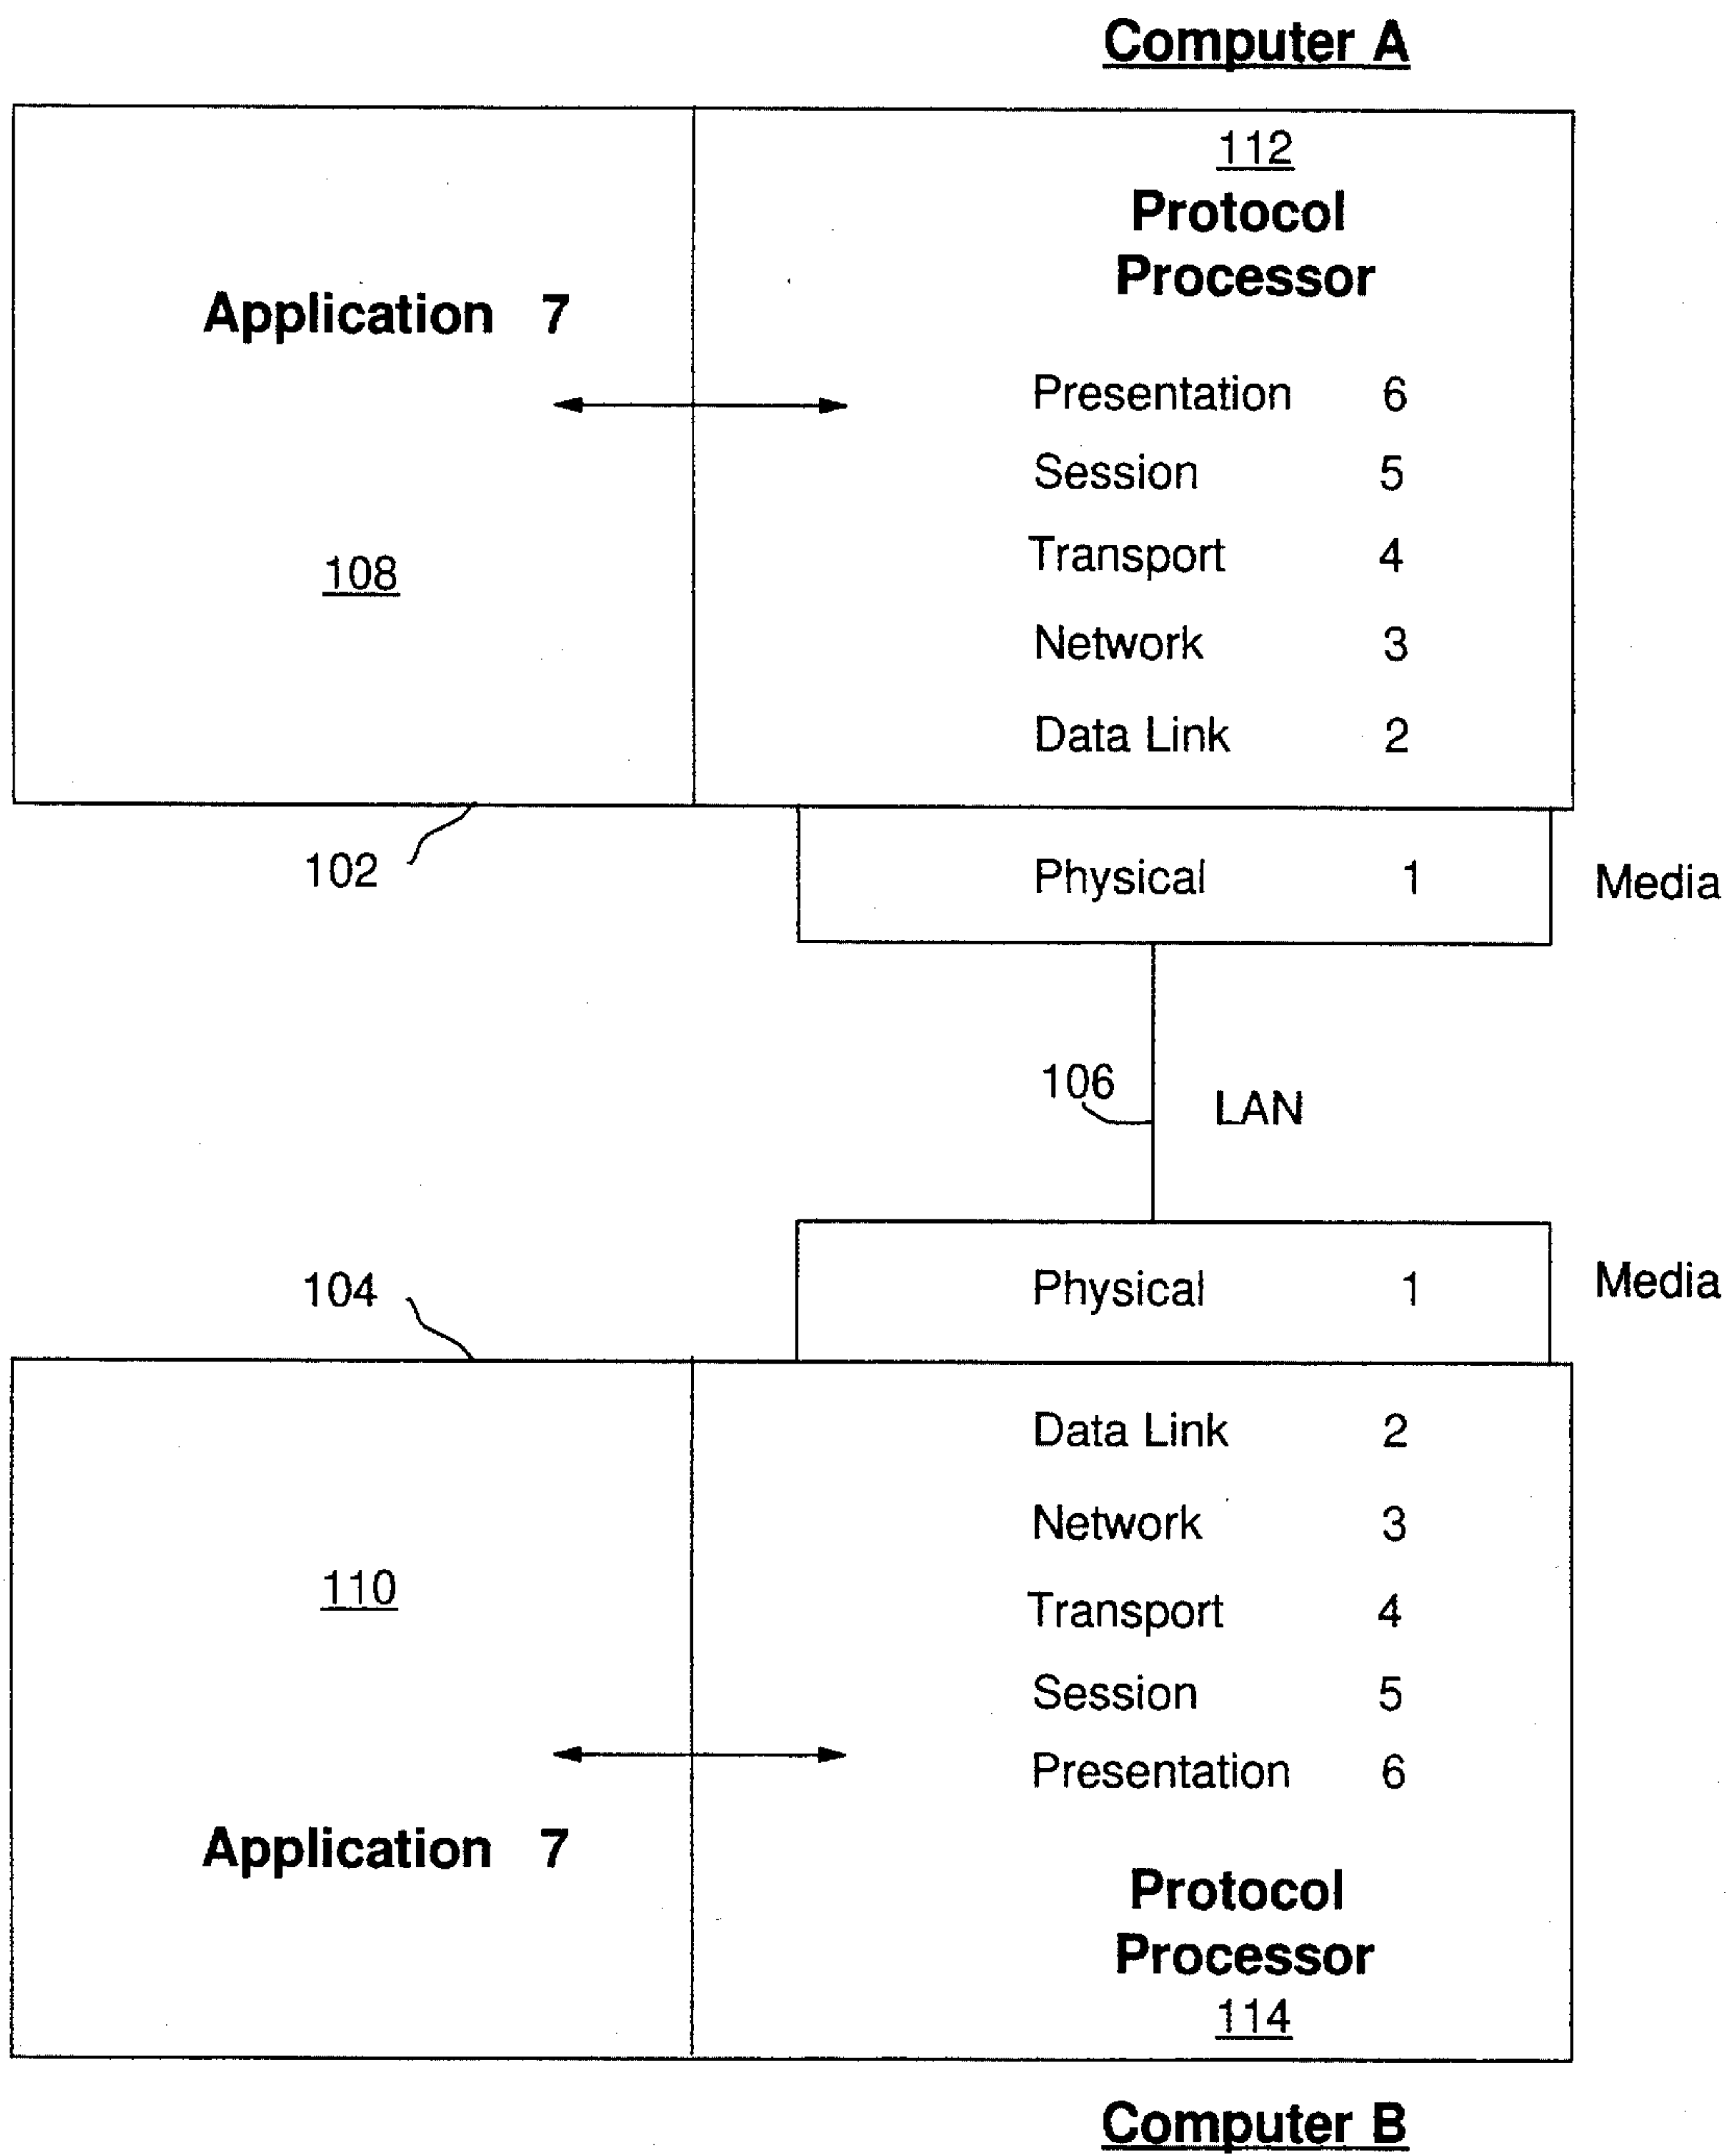 Computer A
112
Protocol
Processor
Application 7
Presentation 6
Session 5
108
Transport 4
Network 3
Data Link 2
102
Physical 1
Media
106
LAN
104
Physical 1
Media
Data Link 2
Network 3
110
Transport 4
Session 5
Presentation 6
Application 7
Protocol
Processor
114
Computer B